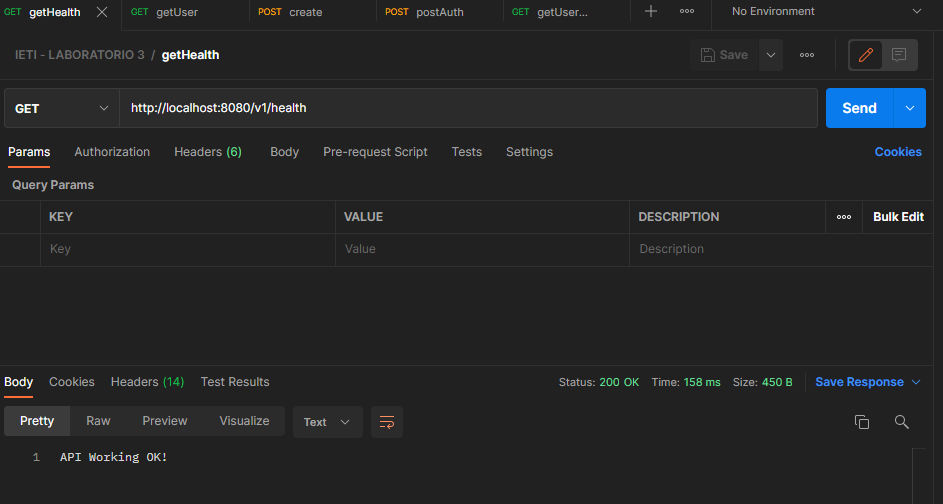 GET getHealth GET getUser POST create POST postAuth GET getUser... No Environment
IETI - LABORATORIO 3 / getHealth Save
GET http://localhost:8080/v1/health Send
Params Authorization Headers (6) Body Pre-request Script Tests Settings Cookies
Query Params
KEY VALUE DESCRIPTION Bulk Edit
Key Value Description
Body Cookies Headers (14) Test Results Status: 200 OK Time: 158 ms Size: 450 B Save Response
Pretty Raw Preview Visualize Text
1 API Working OK!